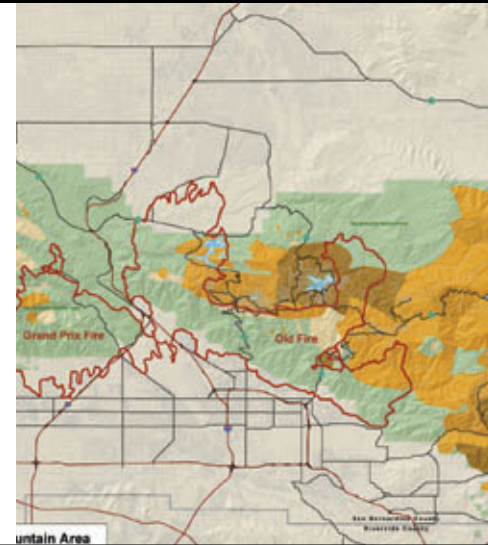 Grand Prix Fire
Old Fire
San Bernardino County
Riverside County
untain Area